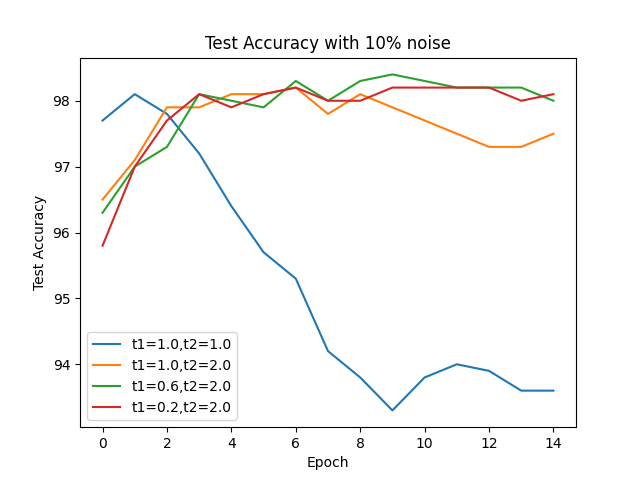 Test Accuracy with 10% noise
Test Accuracy
98
97
96
95
94
t1=1.0,t2=1.0
t1=1.0,t2=2.0
t1=0.6,t2=2.0
t1=0.2,t2=2.0
0 2 4 6 8 10 12 14
Epoch